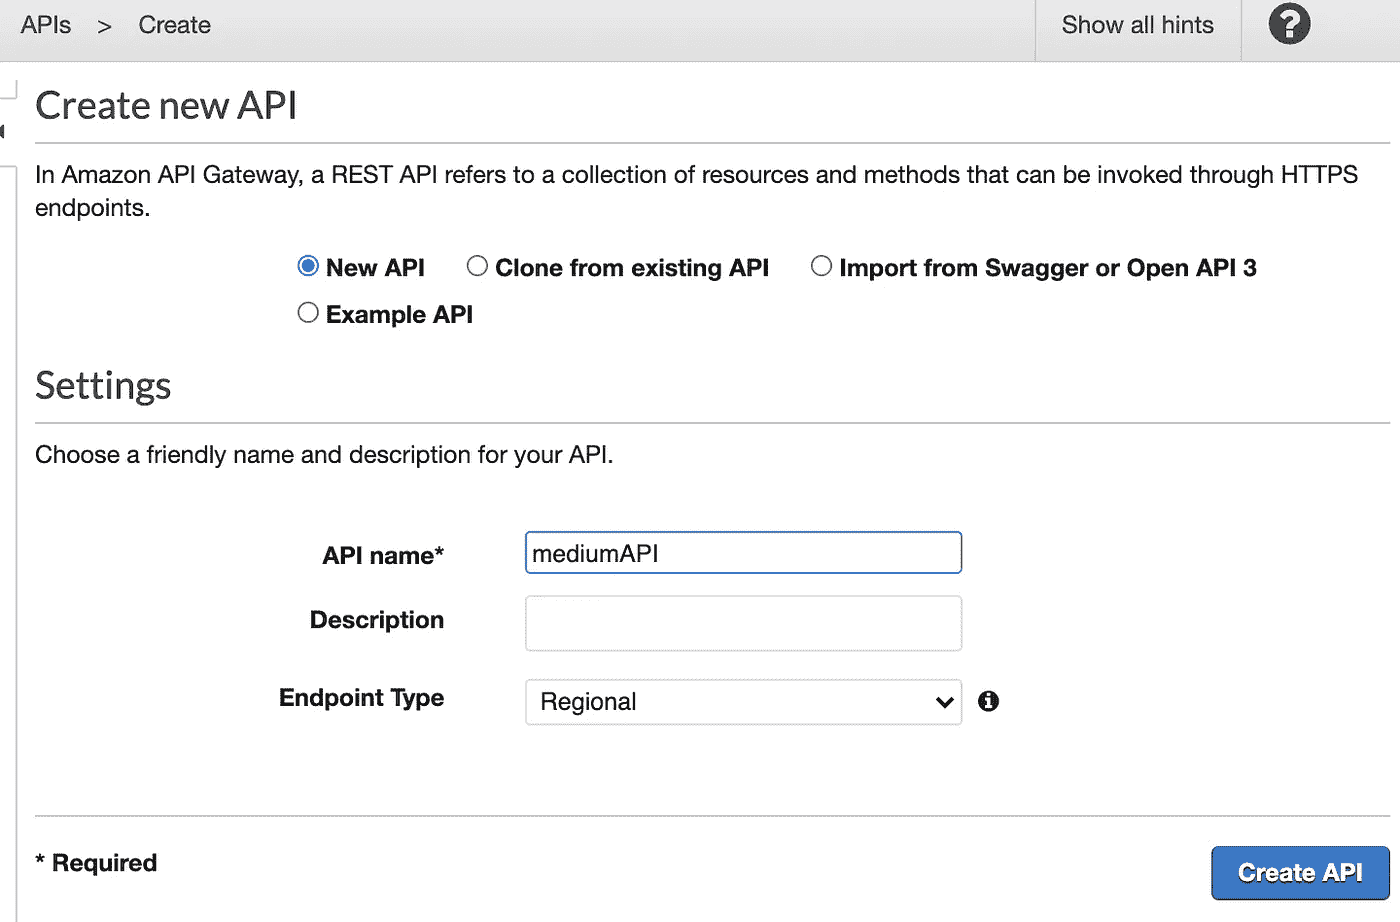 APIs > Create
Show all hints
?
Create new API
In Amazon API Gateway, a REST API refers to a collection of resources and methods that can be invoked through HTTPS
endpoints.
New API Clone from existing API Import from Swagger or Open API 3
Example API
Settings
Choose a friendly name and description for your API.
API name* mediumAPI
Description
Endpoint Type Regional
* Required
Create API